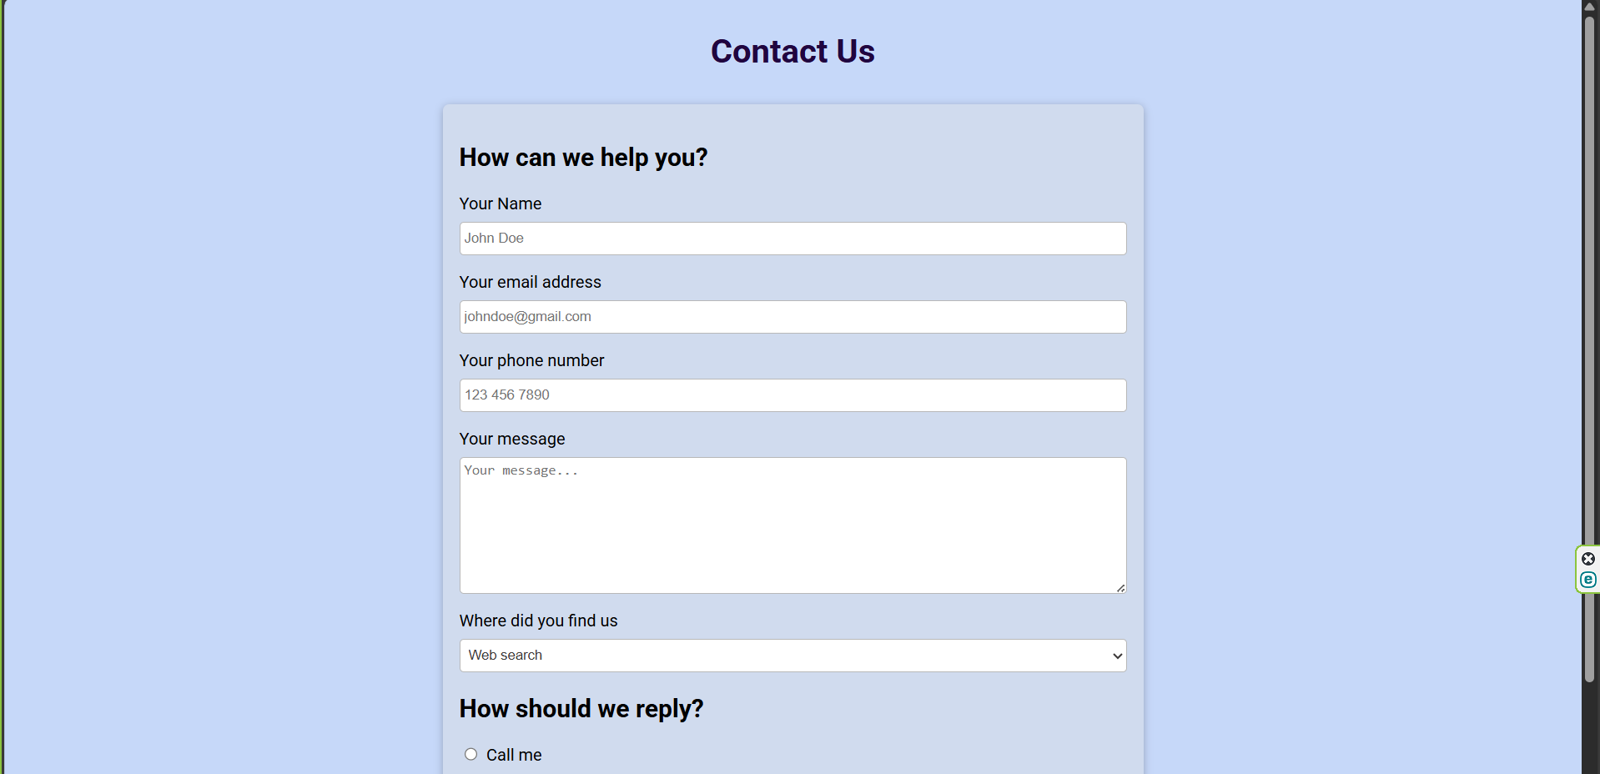 Contact Us
How can we help you?
Your Name
John Doe
Your email address
johndoe@gmail.com
Your phone number
123 456 7890
Your message
Your message...
Where did you find us
Web search
How should we reply?
Call me
e